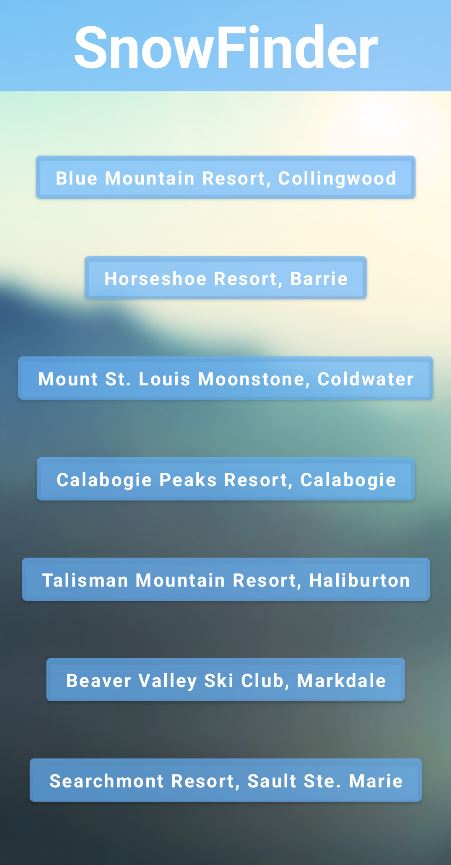 SnowFinder
Blue Mountain Resort, Collingwood
Horseshoe Resort, Barrie
Mount St. Louis Moonstone, Coldwater
Calabogie Peaks Resort, Calabogie
Talisman Mountain Resort, Haliburton
Beaver Valley Ski Club, Markdale
Searchmont Resort, Sault Ste. Marie